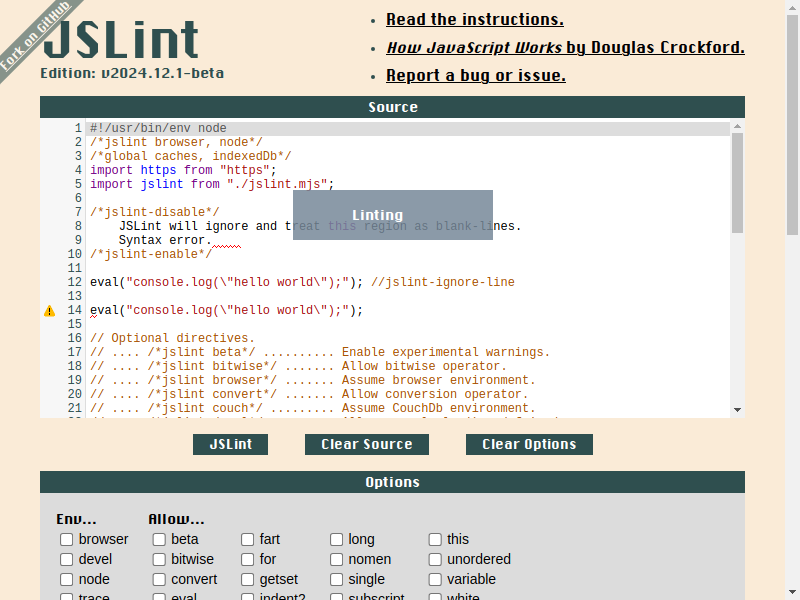 Fork on GitHub
JSLint
Edition: v2024.12.1-beta
Read the instructions.
How JavaScript Works by Douglas Crockford.
Report a bug or issue.
Source
1 #!/usr/bin/env node
2 /*jslint browser, node*/
3 /*global caches, indexedDb*/
4 import https from "https";
5 import jslint from "./jslint.mjs";
6
7 /*jslint-disable*/
Linting
8 JSLint will ignore and treat this region as blank-lines.
9 Syntax error.
10 /*jslint-enable*/
11
12 eval("console.log(\"hello world\");"); //jslint-ignore-line
13
14 eval("console.log(\"hello world\");");
15
16 // Optional directives.
17 // .... /*jslint beta*/ .......... Enable experimental warnings.
18 // .... /*jslint bitwise*/ ....... Allow bitwise operator.
19 // .... /*jslint browser*/ ....... Assume browser environment.
20 // .... /*jslint convert*/ ....... Allow conversion operator.
21 // .... /*jslint couch*/ ......... Assume CouchDb environment.
JSLint Clear Source Clear Options
Options
Env... Allow...
browser beta fart long this
devel bitwise for nomen unordered
node convert getset single variable
trace eval indent2 subscript white